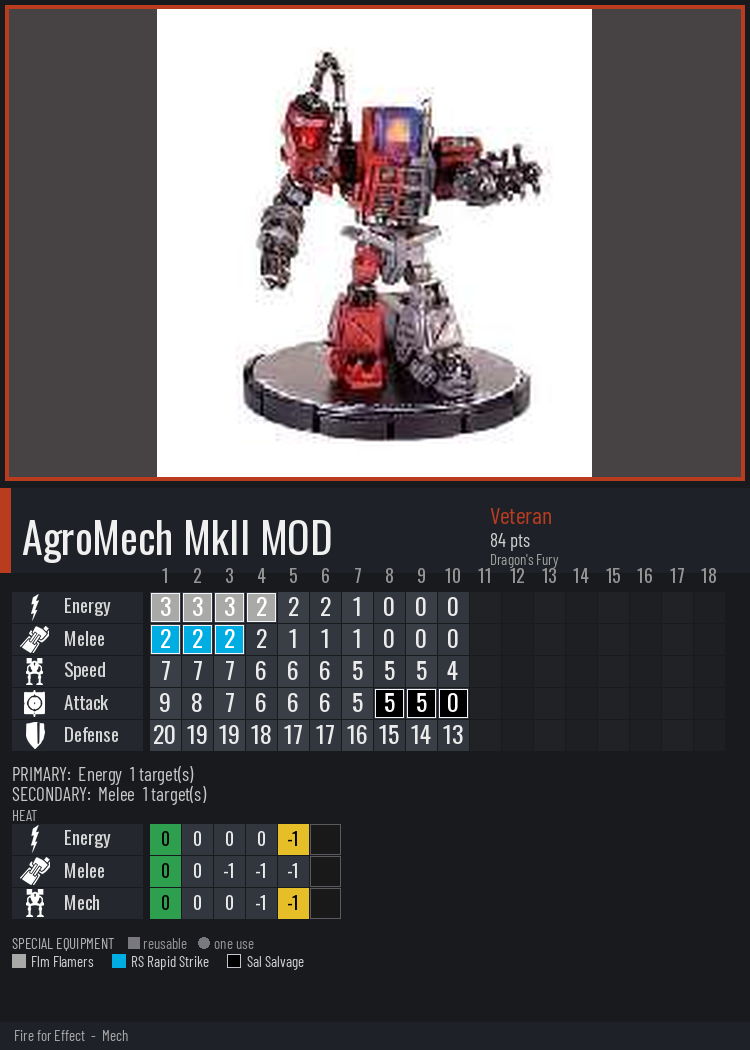 AgroMech MkII MOD
Veteran
84 pts
Dragon's Fury
1 2 3 4 5 6 7 8 9 10 11 12 13 14 15 16 17 18
Energy 3 3 3 2 2 2 1 0 0 0
Melee 2 2 2 2 1 1 1 0 0 0
Speed 7 7 7 6 6 6 5 5 5 4
Attack 9 8 7 6 6 6 5 5 5 0
Defense 20 19 19 18 17 17 16 15 14 13
PRIMARY: Energy 1 target(s)
SECONDARY: Melee 1 target(s)
HEAT
Energy 0 0 0 0 -1
Melee 0 0 -1 -1 -1
Mech 0 0 0 -1 -1
SPECIAL EQUIPMENT reusable one use
Flm Flamers RS Rapid Strike Sal Salvage
Fire for Effect - Mech